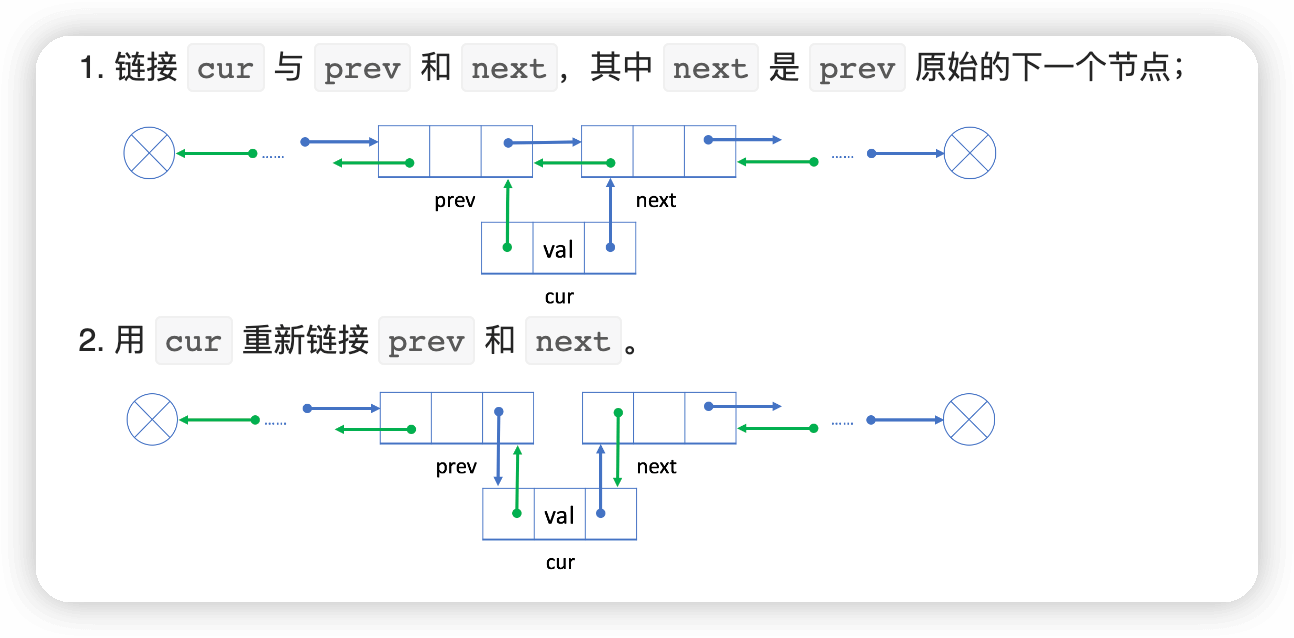 1. 链接 cur 与 prev 和 next，其中 next 是 prev 原始的下一个节点；
...... ......
prev next
val
cur
2. 用 cur 重新链接 prev 和 next 。
...... ......
prev next
val
cur